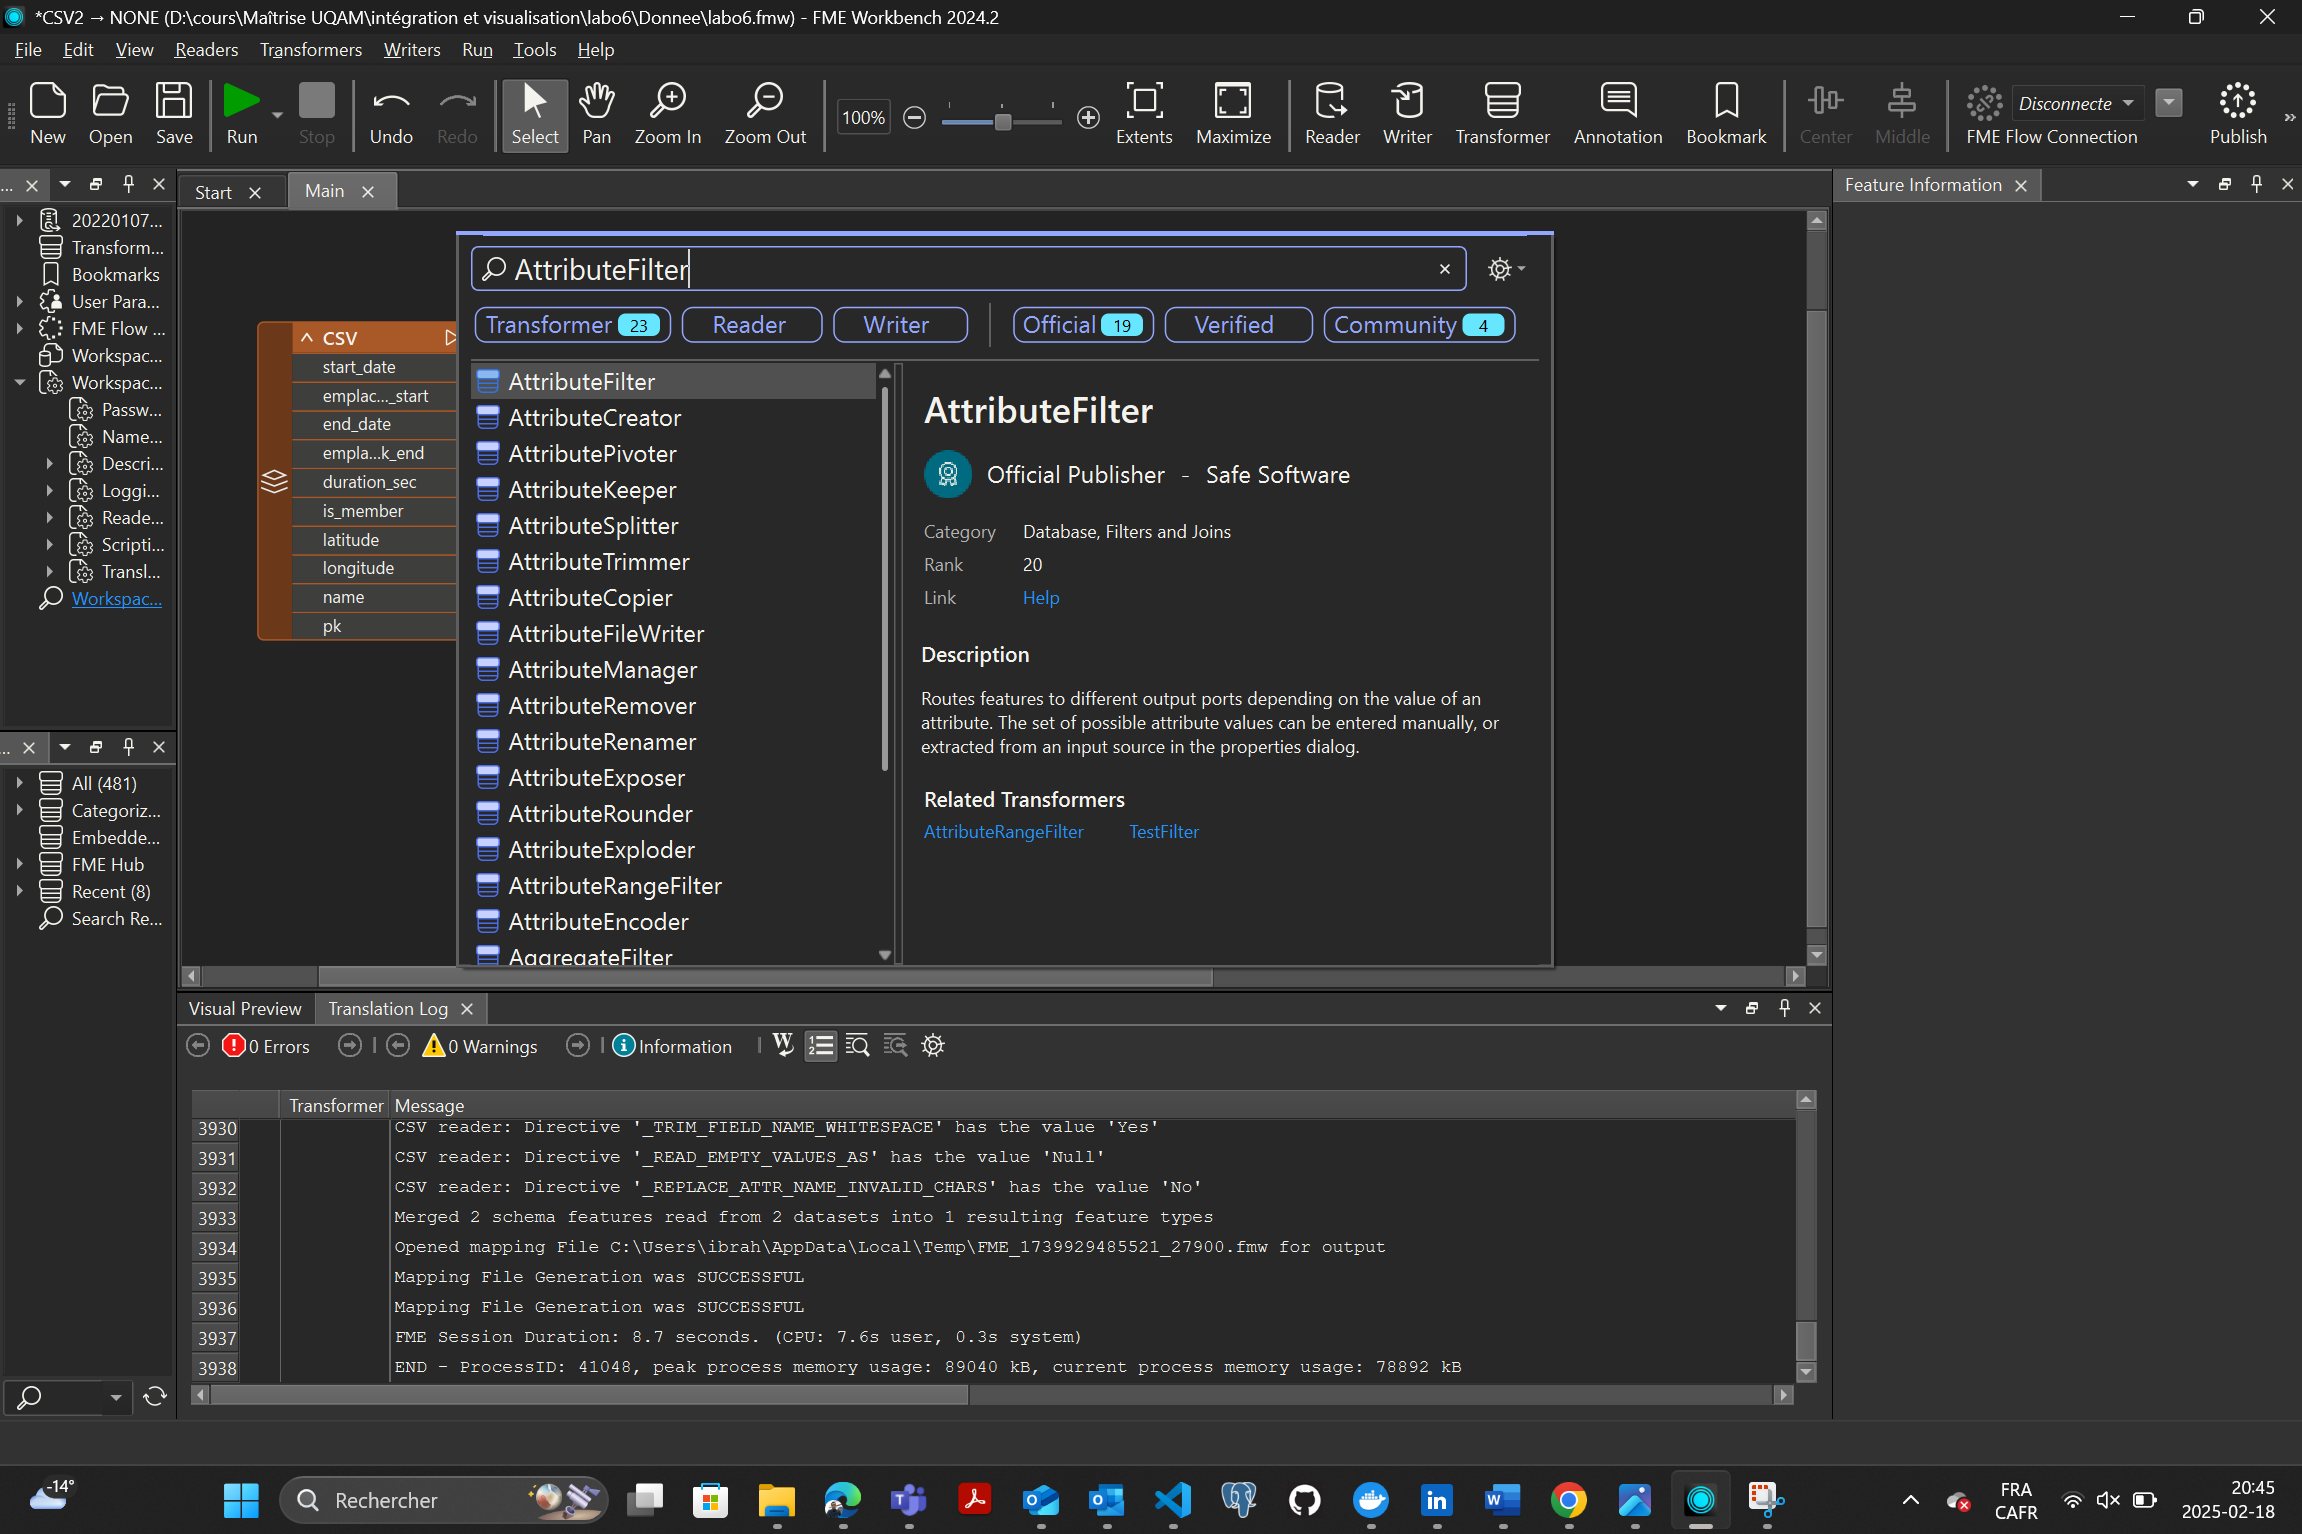 *CSV2 → NONE (D:\cours\Maîtrise UQAM\intégration et visualisation\labo6\Donnee\labo6.fmw) - FME Workbench 2024.2
File Edit View Readers Transformers Writers Run Tools Help
New Open Save Run Stop Undo Redo Select Pan Zoom In Zoom Out 100% Extents Maximize Reader Writer Transformer Annotation Bookmark Center Middle Disconnecte FME Flow Connection Publish »
...
20220107...
Transform...
Bookmarks
User Para...
FME Flow ...
Workspac...
Workspac...
Passw...
Name...
Descri...
Loggi...
Reade...
Scripti...
Transl...
Workspac...
...
All (481)
Categoriz...
Embedde...
FME Hub
Recent (8)
Search Re...
Start Main
CSV
start_date
emplac..._start
end_date
empla...k_end
duration_sec
is_member
latitude
longitude
name
pk
AttributeFilter
Transformer 23 Reader Writer Official 19 Verified Community 4
AttributeFilter
AttributeCreator
AttributePivoter
AttributeKeeper
AttributeSplitter
AttributeTrimmer
AttributeCopier
AttributeFileWriter
AttributeManager
AttributeRemover
AttributeRenamer
AttributeExposer
AttributeRounder
AttributeExploder
AttributeRangeFilter
AttributeEncoder
AggregateFilter
AttributeFilter
Official Publisher - Safe Software
Category Database, Filters and Joins
Rank 20
Link Help
Description
Routes features to different output ports depending on the value of an
attribute. The set of possible attribute values can be entered manually, or
extracted from an input source in the properties dialog.
Related Transformers
AttributeRangeFilter TestFilter
Feature Information
Visual Preview Translation Log
0 Errors 0 Warnings Information
Transformer Message
3930 CSV reader: Directive '_TRIM_FIELD_NAME_WHITESPACE' has the value 'Yes'
3931 CSV reader: Directive '_READ_EMPTY_VALUES_AS' has the value 'Null'
3932 CSV reader: Directive '_REPLACE_ATTR_NAME_INVALID_CHARS' has the value 'No'
3933 Merged 2 schema features read from 2 datasets into 1 resulting feature types
3934 Opened mapping File C:\Users\ibrah\AppData\Local\Temp\FME_1739929485521_27900.fmw for output
3935 Mapping File Generation was SUCCESSFUL
3936 Mapping File Generation was SUCCESSFUL
3937 FME Session Duration: 8.7 seconds. (CPU: 7.6s user, 0.3s system)
3938 END - ProcessID: 41048, peak process memory usage: 89040 kB, current process memory usage: 78892 kB
-14°
Rechercher
FRA
CAFR
20:45
2025-02-18